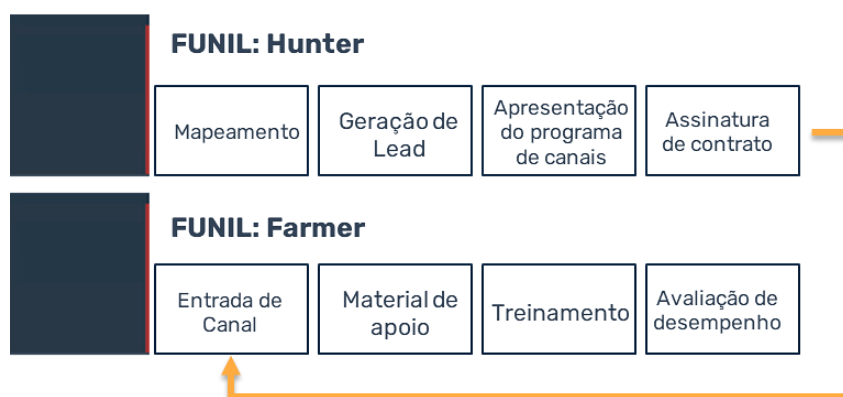 FUNIL: Hunter
Mapeamento
Geração de
Lead
Apresentação
do programa
de canais
Assinatura
de contrato
FUNIL: Farmer
Entrada de
Canal
Material de
apoio
Treinamento
Avaliação de
desempenho